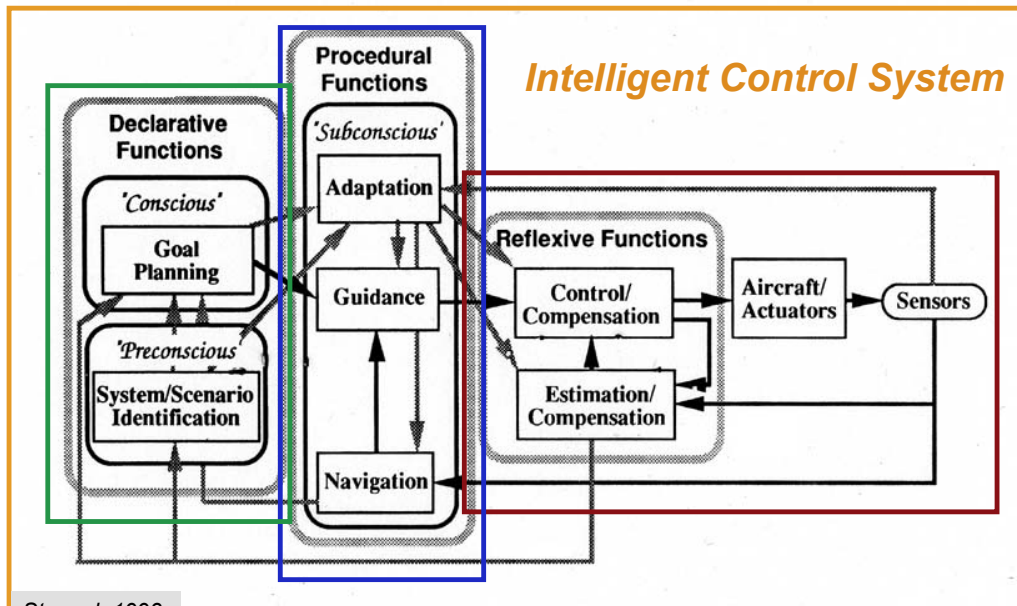 Intelligent Control System
Declarative
Functions
"Conscious"
Goal
Planning
"Preconscious"
System/Scenario
Identification
Procedural
Functions
"Subconscious"
Adaptation
Guidance
Navigation
Reflexive Functions
Control/
Compensation
Estimation/
Compensation
Aircraft/
Actuators
Sensors